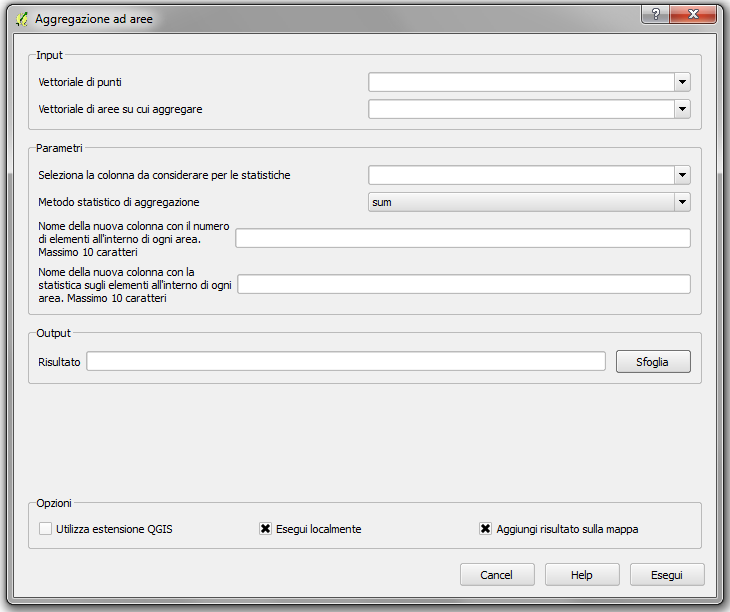 Aggregazione ad aree
?
Input
Vettoriale di punti
Vettoriale di aree su cui aggregare
Parametri
Seleziona la colonna da considerare per le statistiche
Metodo statistico di aggregazione
sum
Nome della nuova colonna con il numero
di elementi all'interno di ogni area.
Massimo 10 caratteri
Nome della nuova colonna con la
statistica sugli elementi all'interno di ogni
area. Massimo 10 caratteri
Output
Risultato
Sfoglia
Opzioni
Utilizza estensione QGIS
Esegui localmente
Aggiungi risultato sulla mappa
Cancel
Help
Esegui